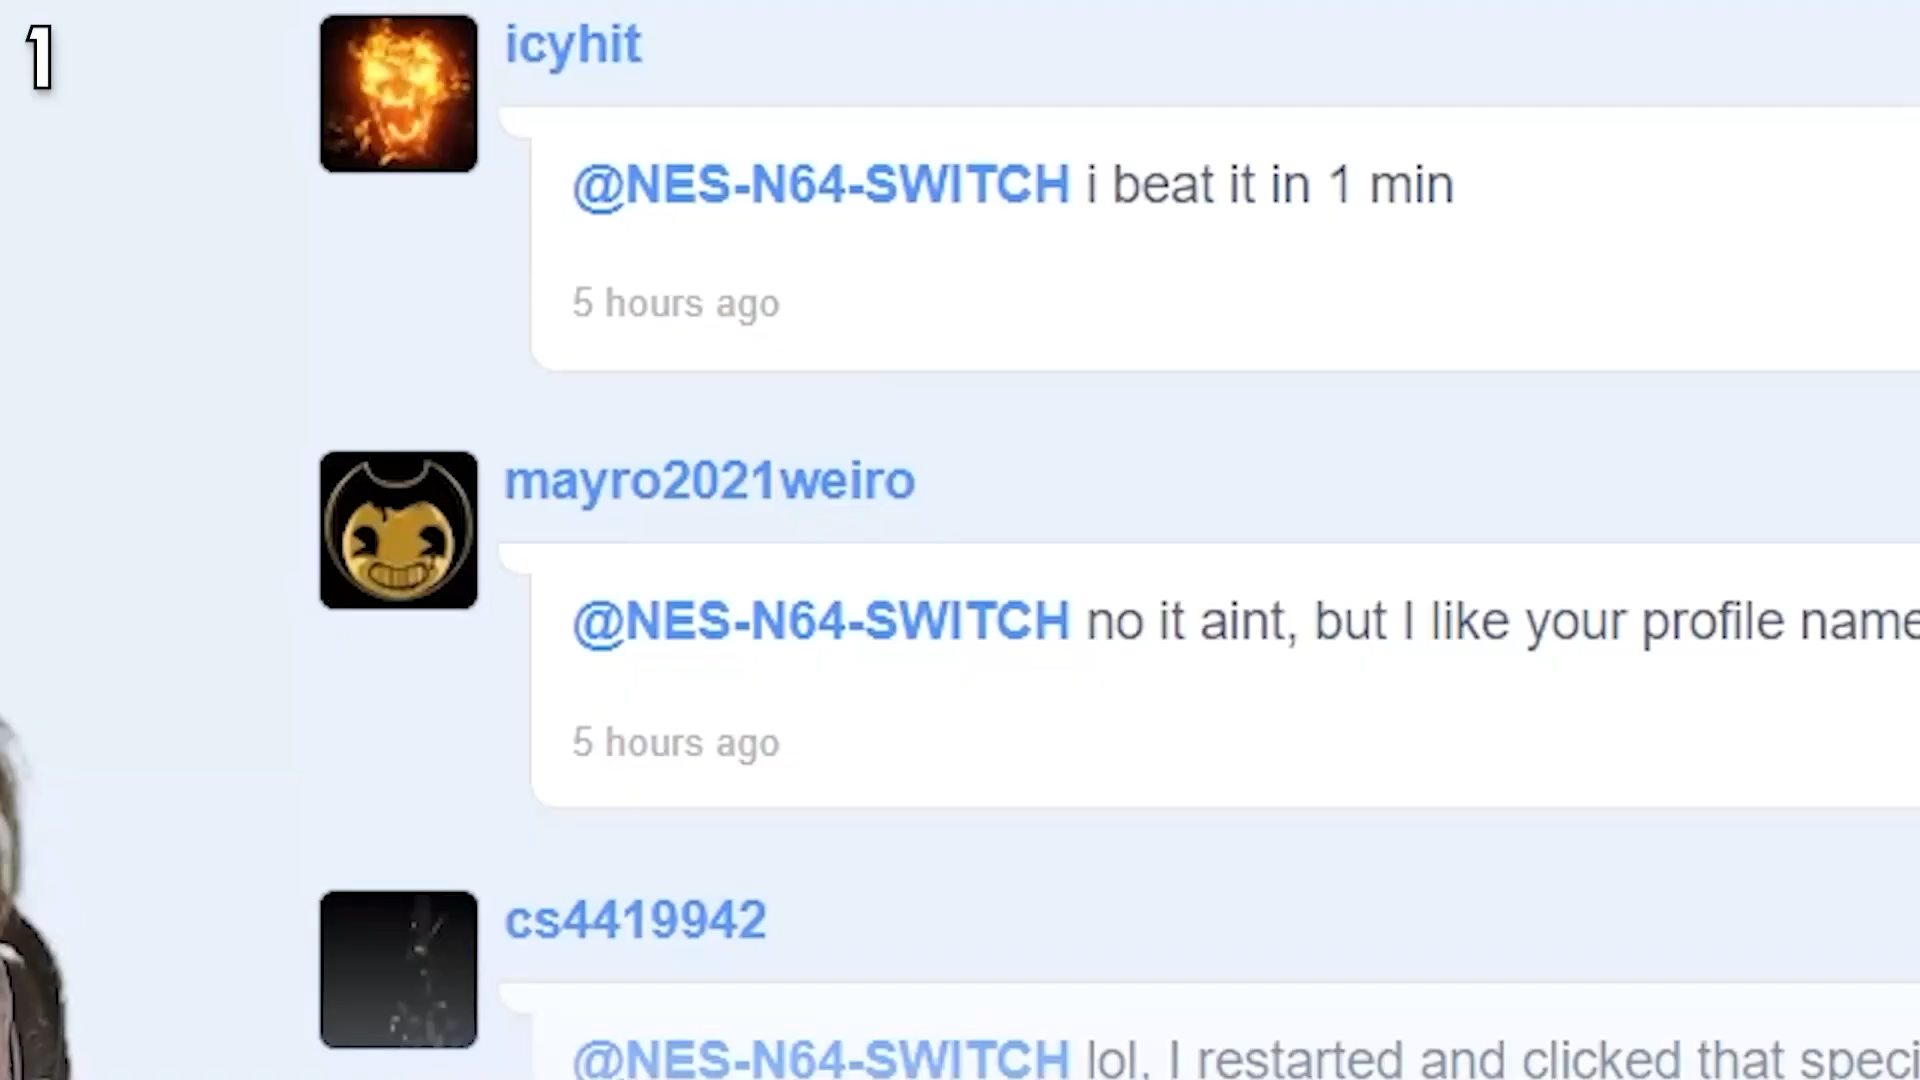 1
icyhit
@NES-N64-SWITCH i beat it in 1 min
5 hours ago
mayro2021weiro
@NES-N64-SWITCH no it aint, but I like your profile name
5 hours ago
cs4419942
@NES-N64-SWITCH lol, I restarted and clicked that